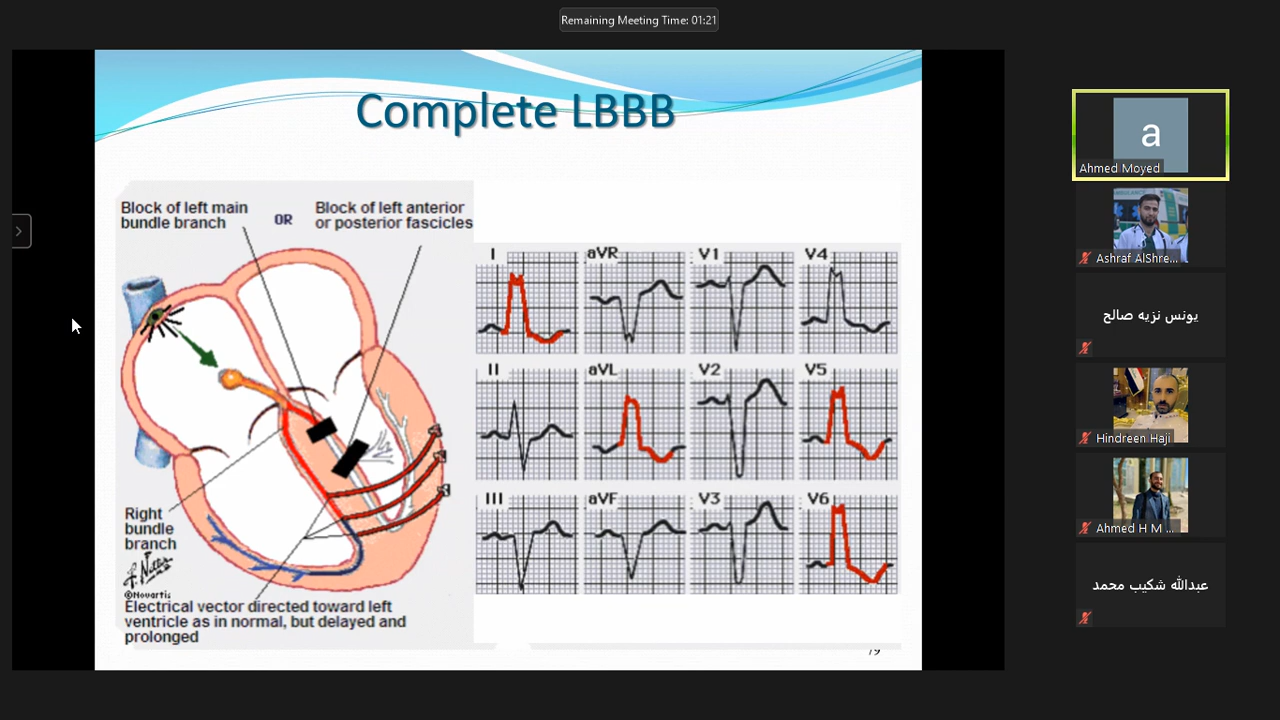 Remaining Meeting Time: 01:21
Complete LBBB
Block of left main
bundle branch
OR
Block of left anterior
or posterior fascicles
Right
bundle
branch
©Novartis
Electrical vector directed toward left
ventricle as in normal, but delayed and
prolonged
I
aVR
V1
V4
II
aVL
V2
V5
III
aVF
V3
V6
a
Ahmed Moyed
Ashraf AlShre...
يونس نزيه صالح
Hindreen Haji
Ahmed H M ...
عبدالله شكيب محمد